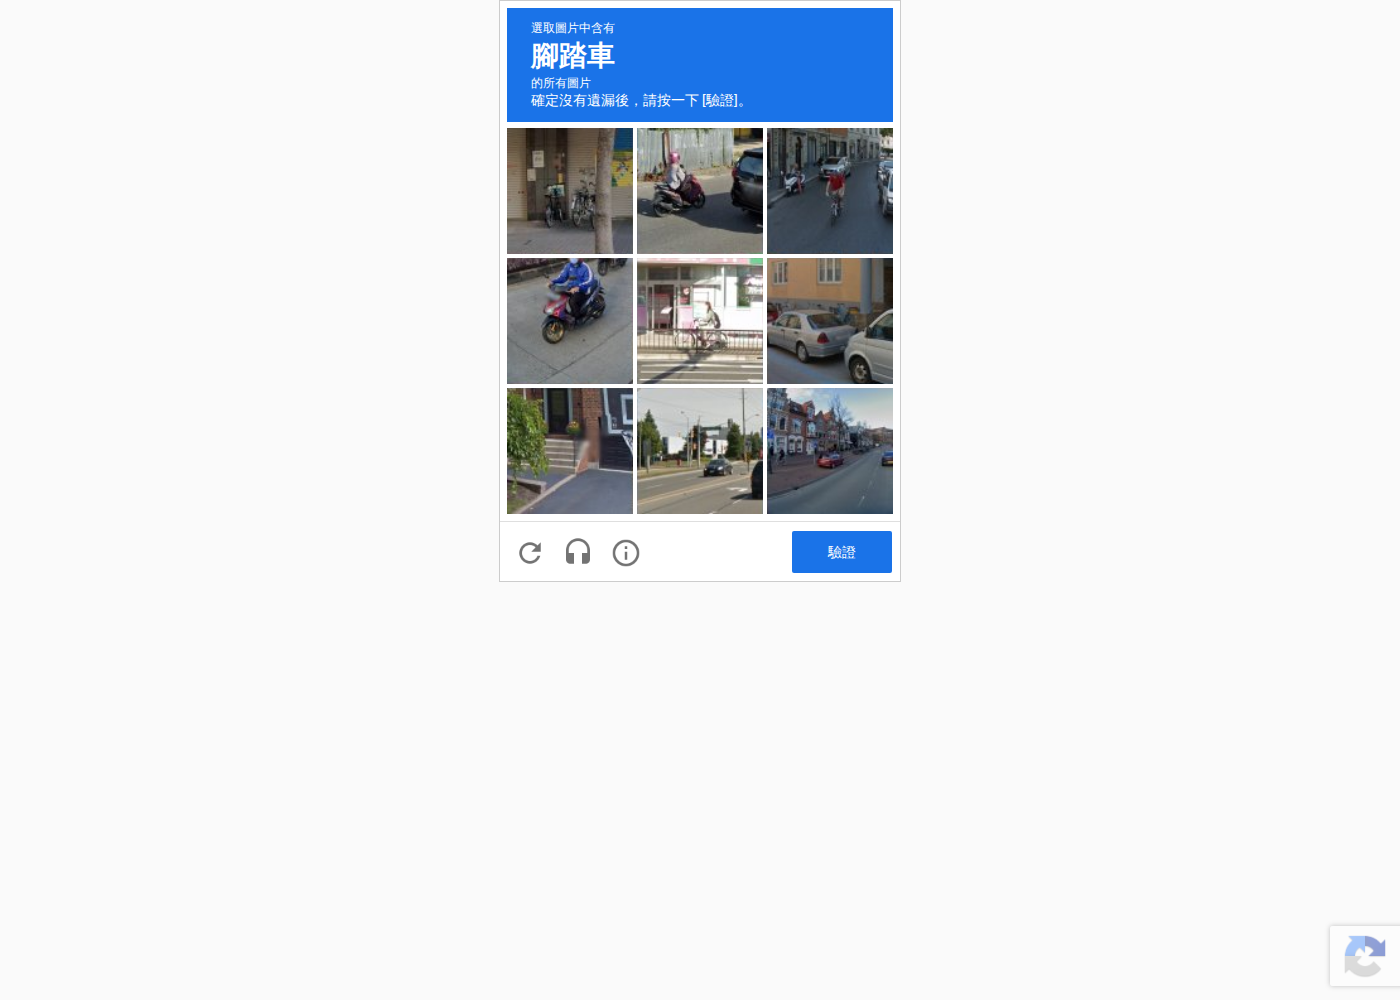 選取圖片中含有
腳踏車
的所有圖片
確定沒有遺漏後，請按一下 [驗證]。
驗證